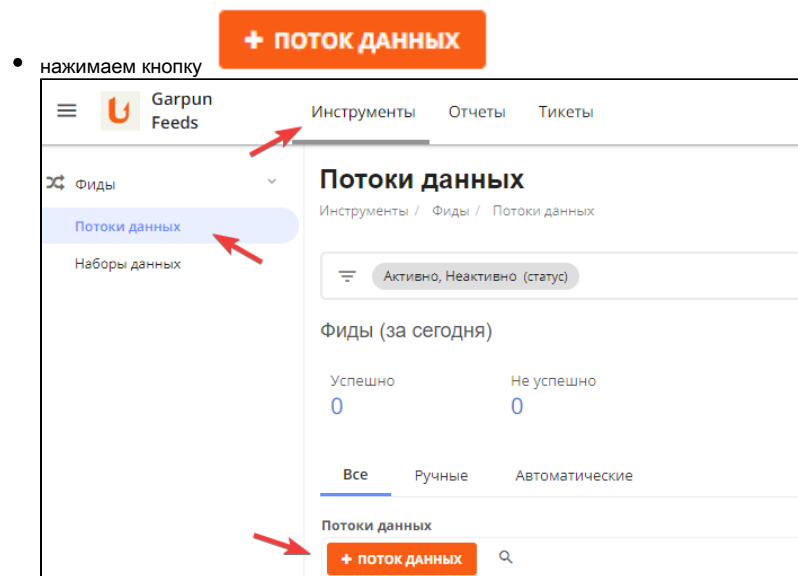 + ПОТОК ДАННЫХ
• нажимаем кнопку
Garpun
Feeds
Инструменты Отчеты Тикеты
Фиды
Потоки данных
Наборы данных
Потоки данных
Инструменты / Фиды / Потоки данных
Активно, Неактивно (статус)
Фиды (за сегодня)
Успешно Не успешно
0 0
Все Ручные Автоматические
Потоки данных
+ ПОТОК ДАННЫХ